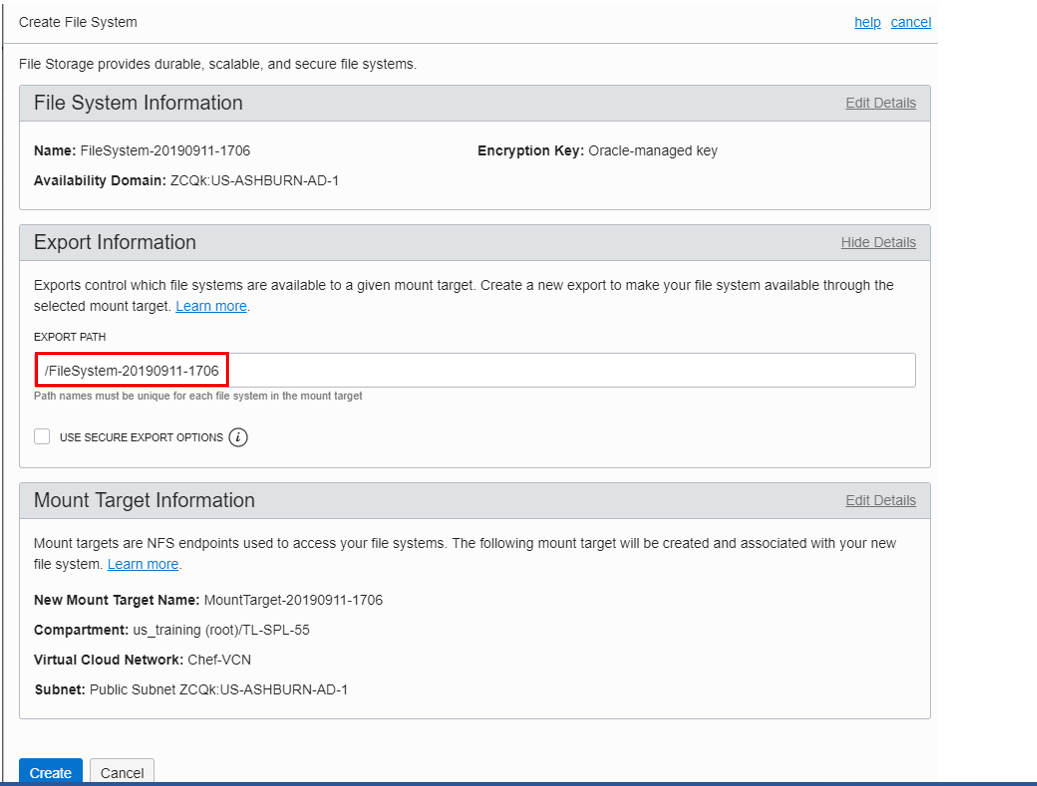 Create File System help cancel
File Storage provides durable, scalable, and secure file systems.
File System Information Edit Details
Name: FileSystem-20190911-1706 Encryption Key: Oracle-managed key
Availability Domain: ZCQk:US-ASHBURN-AD-1
Export Information Hide Details
Exports control which file systems are available to a given mount target. Create a new export to make your file system available through the
selected mount target. Learn more.
EXPORT PATH
/FileSystem-20190911-1706
Path names must be unique for each file system in the mount target
USE SECURE EXPORT OPTIONS i
Mount Target Information Edit Details
Mount targets are NFS endpoints used to access your file systems. The following mount target will be created and associated with your new
file system. Learn more.
New Mount Target Name: MountTarget-20190911-1706
Compartment: us_training (root)/TL-SPL-55
Virtual Cloud Network: Chef-VCN
Subnet: Public Subnet ZCQk:US-ASHBURN-AD-1
Create Cancel